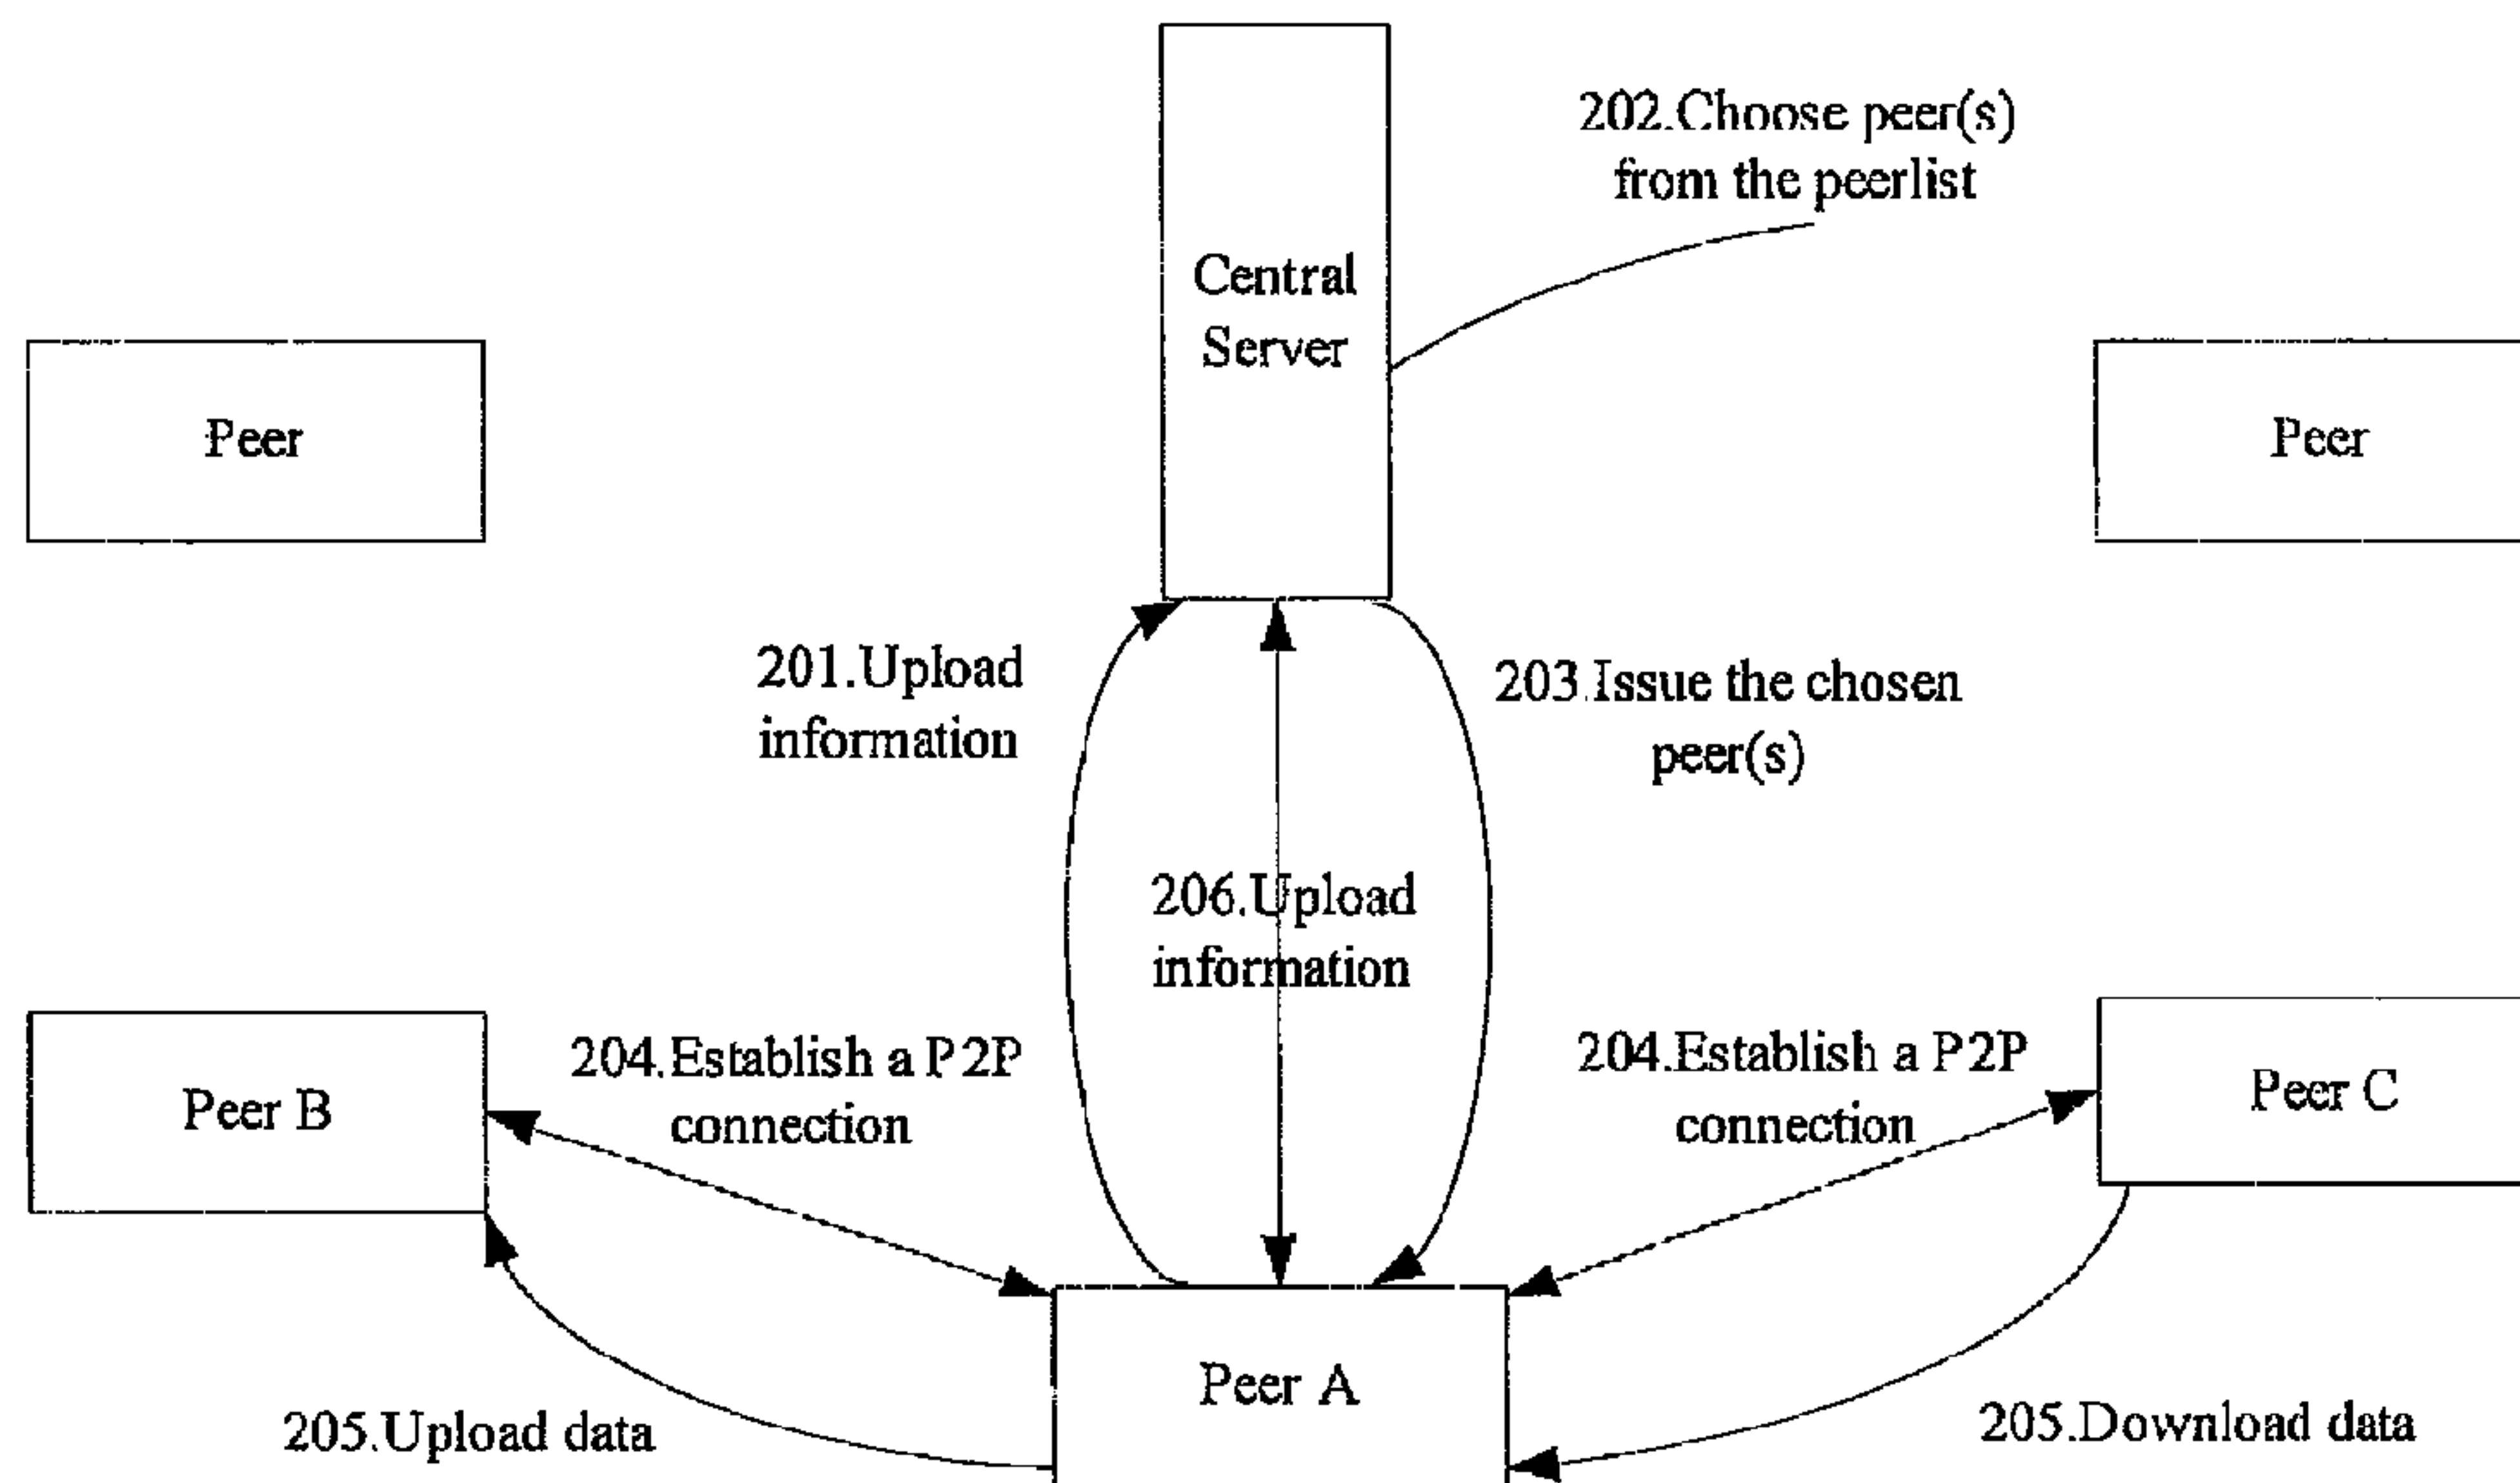 202.Choose peer(s)
from the peerlist
Central
Server
Peer
Peer
201.Upload
information
203.Issue the chosen
peer(s)
206.Upload
information
204.Establish a P2P
connection
204.Establish a P2P
connection
Peer B
Peer C
Peer A
205.Upload data
205.Download data